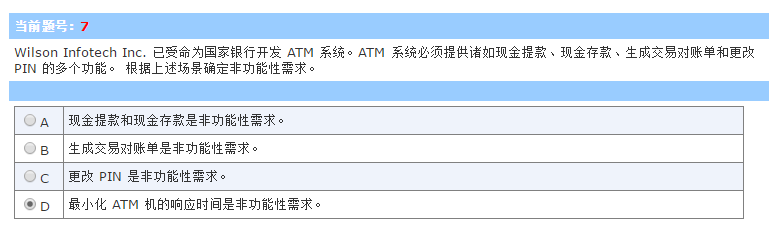 当前题号：7
Wilson Infotech Inc. 已受命为国家银行开发 ATM 系统。ATM 系统必须提供诸如现金提款、现金存款、生成交易对账单和更改
PIN 的多个功能。 根据上述场景确定非功能性需求。
A 现金提款和现金存款是非功能性需求。
B 生成交易对账单是非功能性需求。
C 更改 PIN 是非功能性需求。
D 最小化 ATM 机的响应时间是非功能性需求。